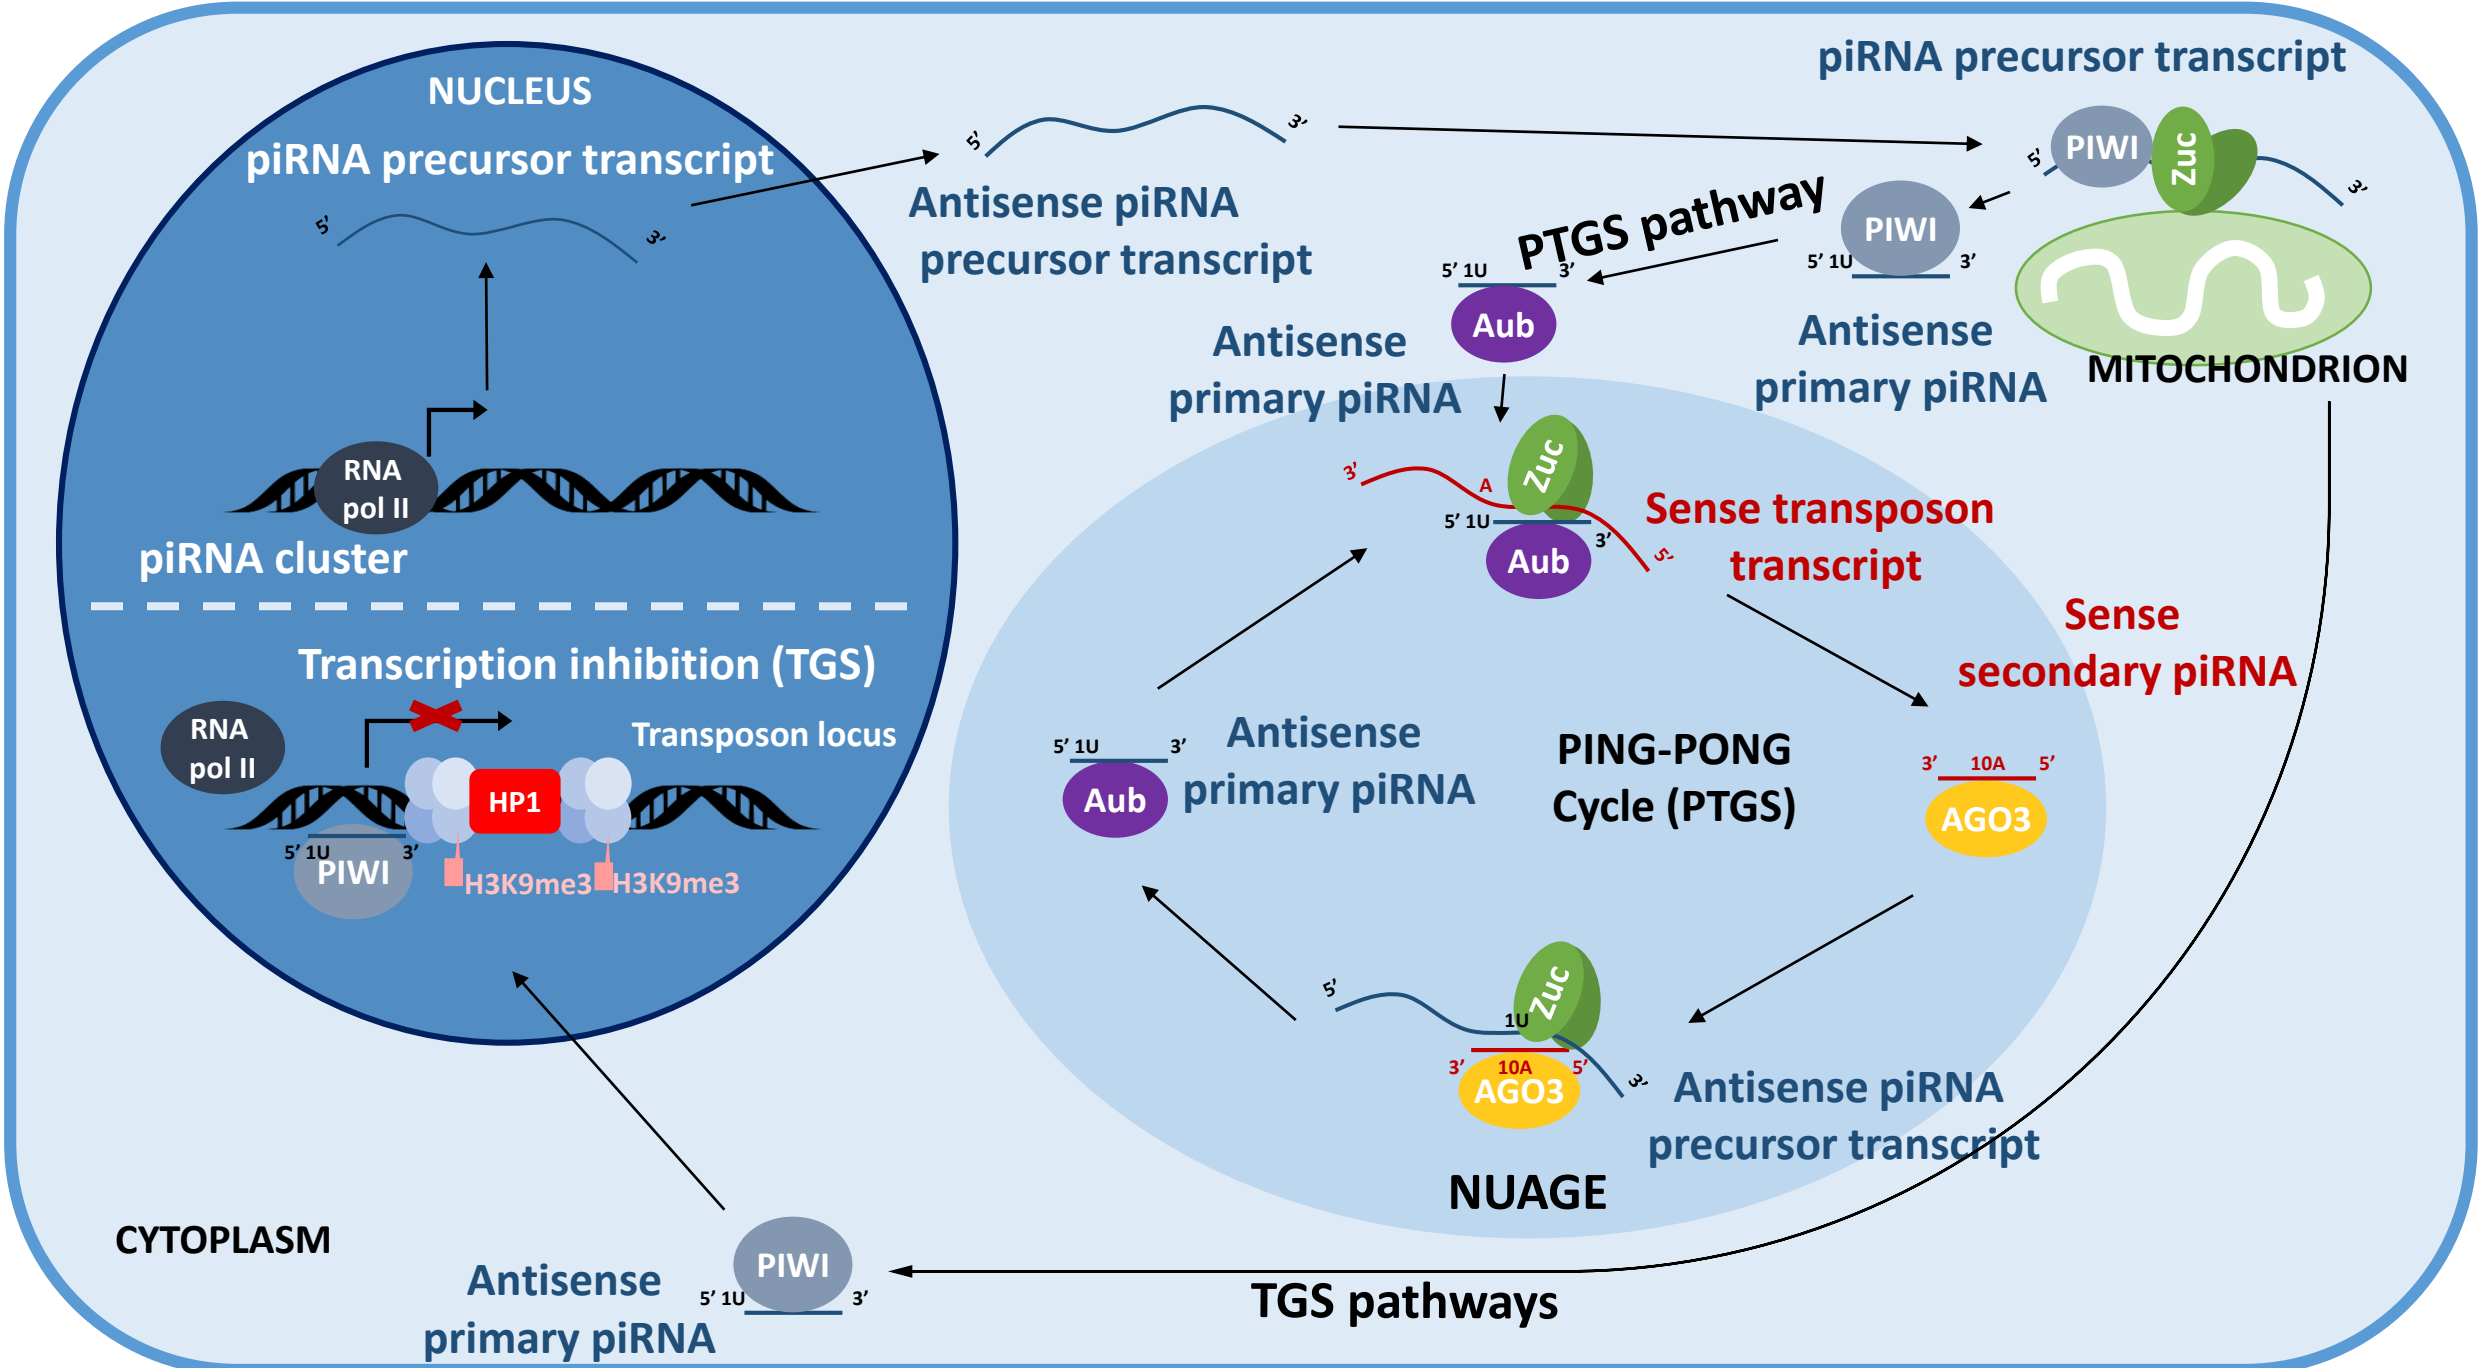 NUCLEUS
piRNA precursor transcript
5’
3’
RNA
pol II
piRNA cluster
Transcription inhibition (TGS)
RNA
pol II
Transposon locus
HP1
5’ 1U
3’
PIWI
H3K9me3
H3K9me3
CYTOPLASM
5’
3’
Antisense piRNA
precursor transcript
piRNA precursor transcript
5’
PIWI
Zuc
3’
MITOCHONDRION
PIWI
5’ 1U
3’
Antisense
primary piRNA
PTGS pathway
5’ 1U
3’
Aub
Antisense
primary piRNA
3’
A
Zuc
5’ 1U
3’
5’
Aub
Sense transposon
transcript
Sense
secondary piRNA
3’
10A
5’
AGO3
PING-PONG
Cycle (PTGS)
5’ 1U
3’
Aub
Antisense
primary piRNA
5’
Zuc
1U
3’
10A
5’
AGO3
3’
Antisense piRNA
precursor transcript
NUAGE
TGS pathways
PIWI
5’ 1U
3’
Antisense
primary piRNA